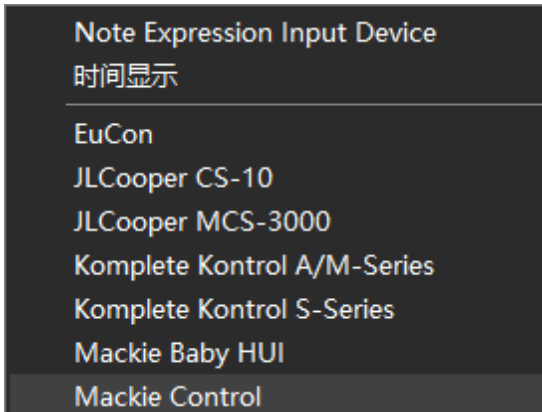 Note Expression Input Device
时间显示
EuCon
JLCooper CS-10
JLCooper MCS-3000
Komplete Kontrol A/M-Series
Komplete Kontrol S-Series
Mackie Baby HUI
Mackie Control